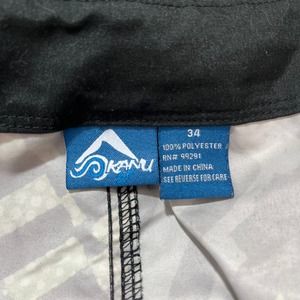 KANU
34
100% POLYESTER
RN# 99291
MADE IN CHINA
SEE REVERSE FOR CARE